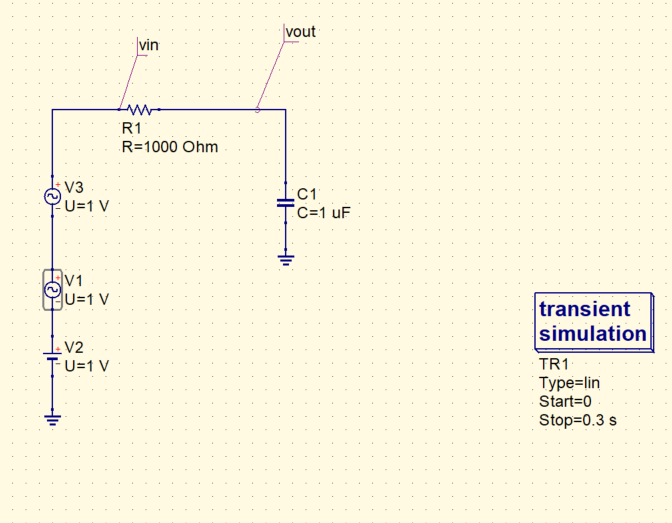 vin
vout
R1
R=1000 Ohm
V3
U=1 V
C1
C=1 uF
V1
U=1 V
V2
U=1 V
transient
simulation
TR1
Type=lin
Start=0
Stop=0.3 s